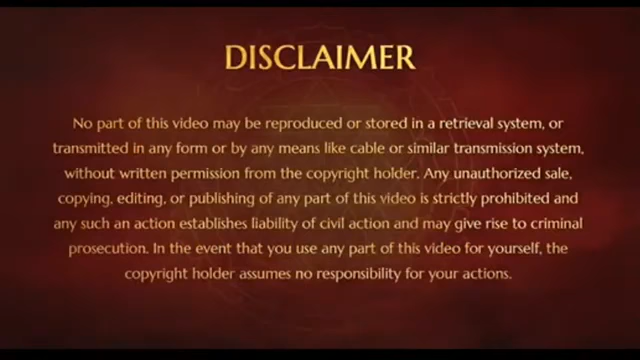 DISCLAIMER
No part of this video may be reproduced or stored in a retrieval system, or
transmitted in any form or by any means like cable or similar transmission system,
without written permission from the copyright holder. Any unauthorized sale,
copying, editing, or publishing of any part of this video is strictly prohibited and
any such an action establishes liability of civil action and may give rise to criminal
prosecution. In the event that you use any part of this video for yourself, the
copyright holder assumes no responsibility for your actions.